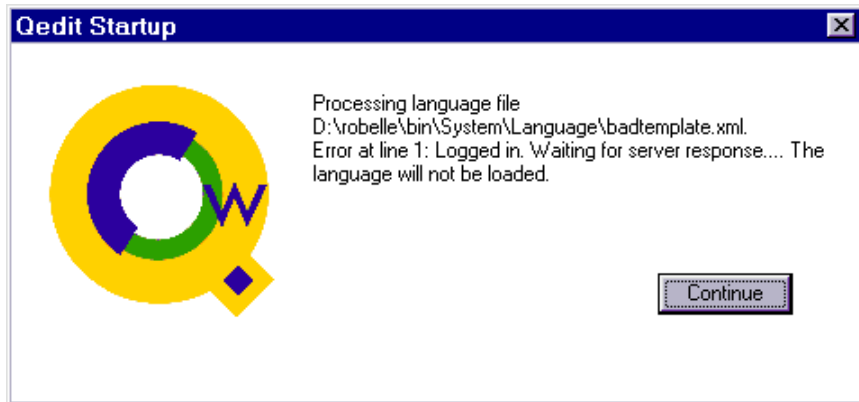 Qedit Startup
Processing language file
D:\robelle\bin\System\Language\badtemplate.xml.
Error at line 1: Logged in. Waiting for server response.... The
language will not be loaded.
W
Continue